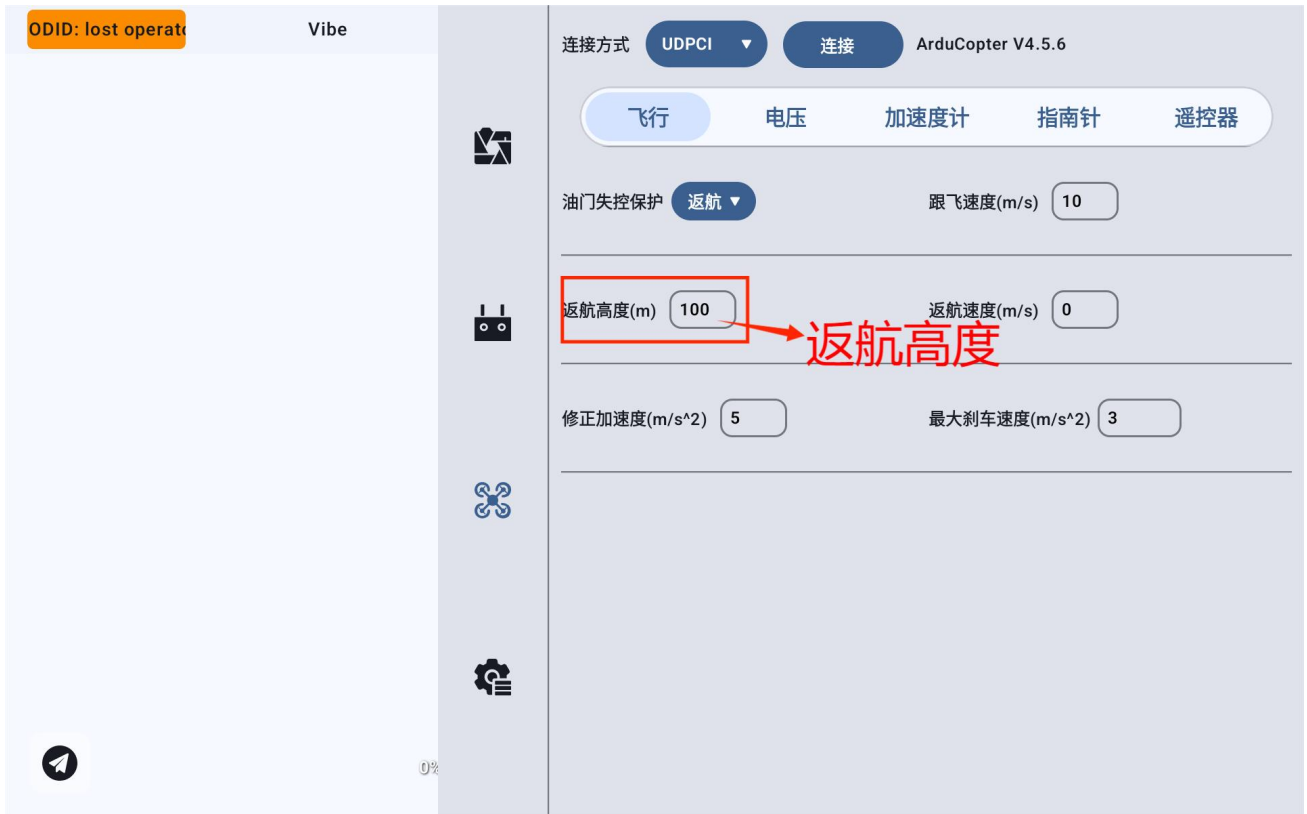 ODID: lost operat
Vibe
连接方式 UDPCI ▼ 连接 ArduCopter V4.5.6
飞行 电压 加速度计 指南针 遥控器
油门失控保护 返航 ▼ 跟飞速度(m/s) 10
返航高度(m) 100 返航速度(m/s) 0
返航高度
修正加速度(m/s^2) 5 最大刹车速度(m/s^2) 3
0%